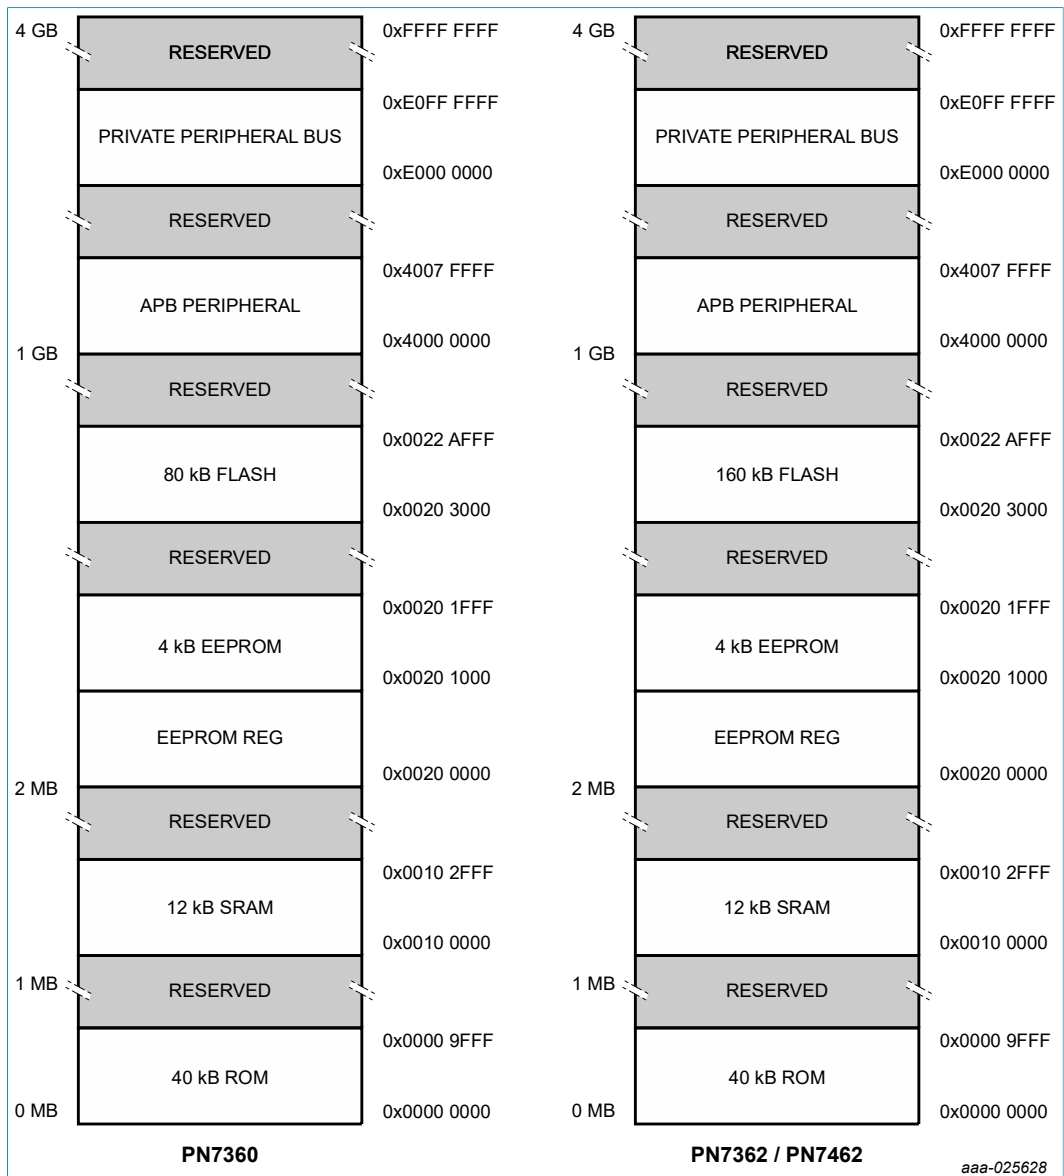 4 GB
RESERVED
0xFFFF FFFF
0xE0FF FFFF
PRIVATE PERIPHERAL BUS
0xE000 0000
RESERVED
0x4007 FFFF
APB PERIPHERAL
0x4000 0000
1 GB
RESERVED
0x0022 AFFF
80 kB FLASH
0x0020 3000
RESERVED
0x0020 1FFF
4 kB EEPROM
0x0020 1000
EEPROM REG
0x0020 0000
2 MB
RESERVED
0x0010 2FFF
12 kB SRAM
0x0010 0000
1 MB
RESERVED
0x0000 9FFF
40 kB ROM
0 MB
0x0000 0000
PN7360
4 GB
RESERVED
0xFFFF FFFF
0xE0FF FFFF
PRIVATE PERIPHERAL BUS
0xE000 0000
RESERVED
0x4007 FFFF
APB PERIPHERAL
0x4000 0000
1 GB
RESERVED
0x0022 AFFF
160 kB FLASH
0x0020 3000
RESERVED
0x0020 1FFF
4 kB EEPROM
0x0020 1000
EEPROM REG
0x0020 0000
2 MB
RESERVED
0x0010 2FFF
12 kB SRAM
0x0010 0000
1 MB
RESERVED
0x0000 9FFF
40 kB ROM
0 MB
0x0000 0000
PN7362 / PN7462
aaa-025628